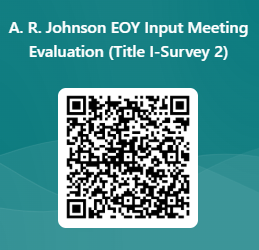 A. R. Johnson EOY Input Meeting
Evaluation (Title I-Survey 2)